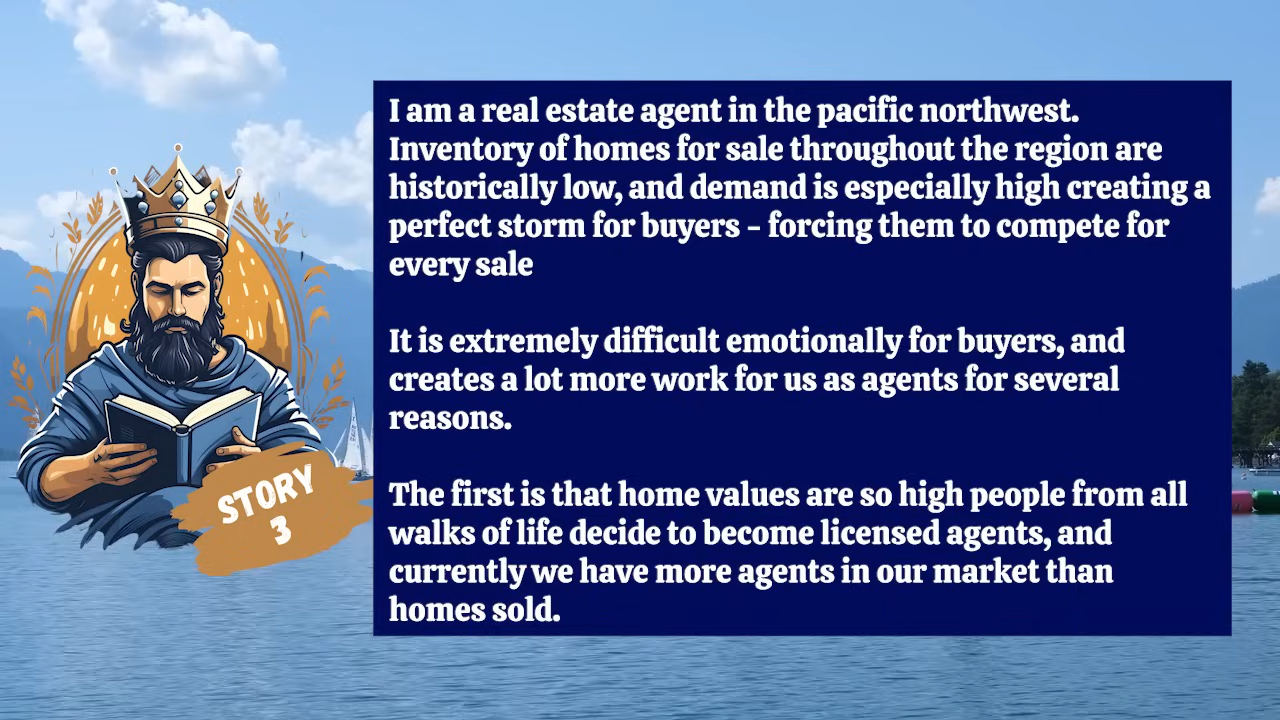 I am a real estate agent in the pacific northwest.
Inventory of homes for sale throughout the region are
historically low, and demand is especially high creating a
perfect storm for buyers - forcing them to compete for
every sale
It is extremely difficult emotionally for buyers, and
creates a lot more work for us as agents for several
reasons.
The first is that home values are so high people from all
walks of life decide to become licensed agents, and
currently we have more agents in our market than
homes sold.
STORY
3